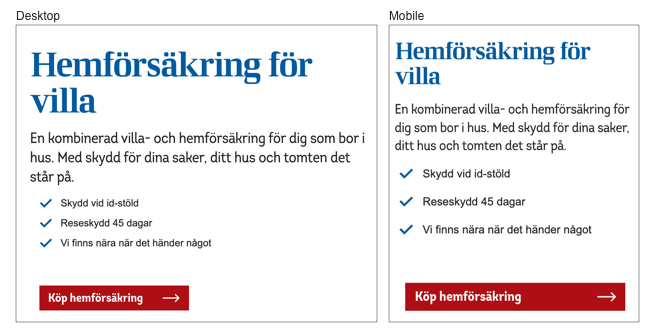 Desktop
Hemförsäkring för
villa
En kombinerad villa- och hemförsäkring för dig som bor i
hus. Med skydd för dina saker, ditt hus och tomten det
står på.
Skydd vid id-stöld
Reseskydd 45 dagar
Vi finns nära när det händer något
Köp hemförsäkring
Mobile
Hemförsäkring för
villa
En kombinerad villa- och hemförsäkring för
dig som bor i hus. Med skydd för dina saker,
ditt hus och tomten det står på.
Skydd vid id-stöld
Reseskydd 45 dagar
Vi finns nära när det händer något
Köp hemförsäkring